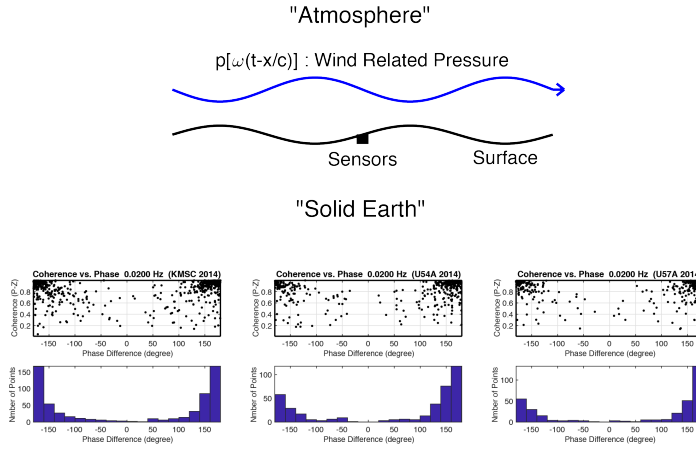 "Atmosphere"
p[ω(t-x/c)] : Wind Related Pressure
Sensors
Surface
"Solid Earth"
Coherence vs. Phase 0.0200 Hz (KMSC 2014)
Coherence (P-Z)
0.8
0.6
0.4
0.2
-150 -100 -50 0 50 100 150
Phase Difference (degree)
Coherence vs. Phase 0.0200 Hz (U54A 2014)
Coherence (P-Z)
0.8
0.6
0.4
0.2
-150 -100 -50 0 50 100 150
Phase Difference (degree)
Coherence vs. Phase 0.0200 Hz (U57A 2014
Coherence (P-Z)
0.8
0.6
0.4
0.2
-150 -100 -50 0 50 100 150
Phase Difference (degree)
Nmber of Points
150
100
50
0
-150 -100 -50 0 50 100 150
Phase Difference (degree)
Nmber of Points
100
50
0
-150 -100 -50 0 50 100 150
Phase Difference (degree)
Nmber of Points
100
50
0
-150 -100 -50 0 50 100 150
Phase Difference (degree)